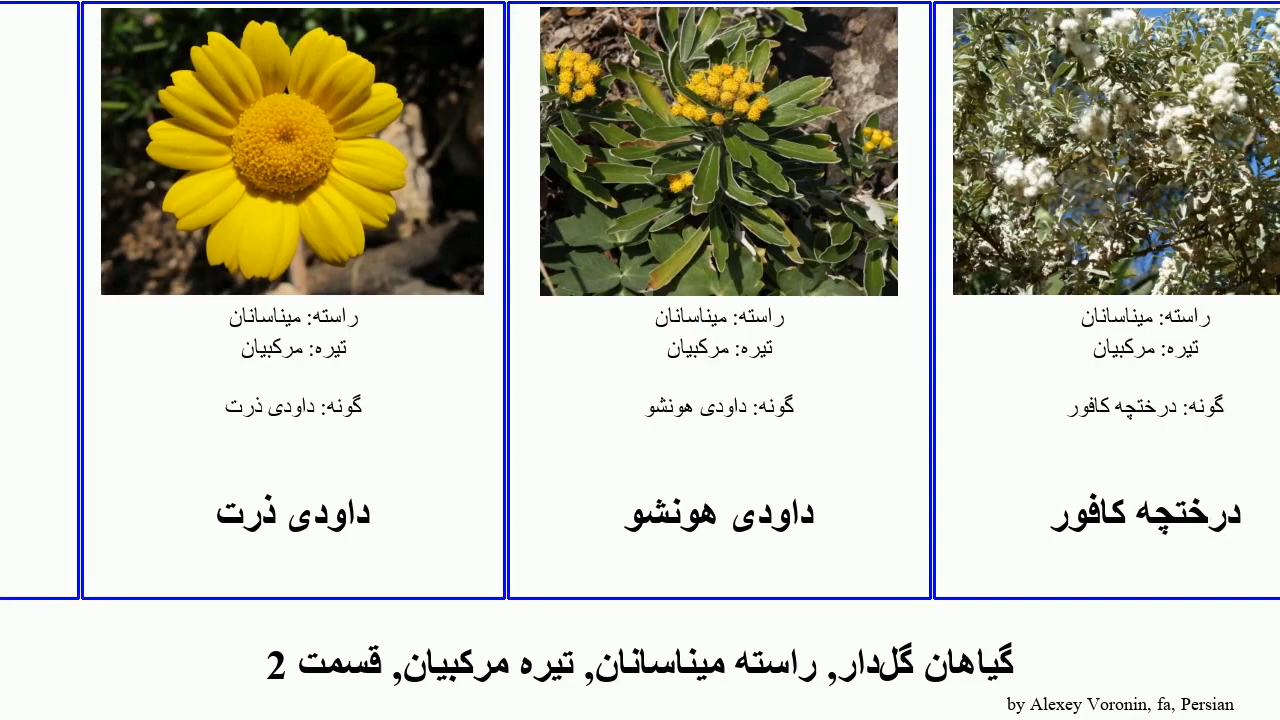 راسته: میناسانان
تیره: مرکبیان
گونه: درختچه کافور
درختچه کافور
راسته: میناسانان
تیره: مرکبیان
گونه: داودی هونشو
داودی هونشو
راسته: میناسانان
تیره: مرکبیان
گونه: داودی ذرت
داودی ذرت
گیاهان گل‌دار, راسته میناسانان, تیره مرکبیان, قسمت 2
by Alexey Voronin, fa, Persian